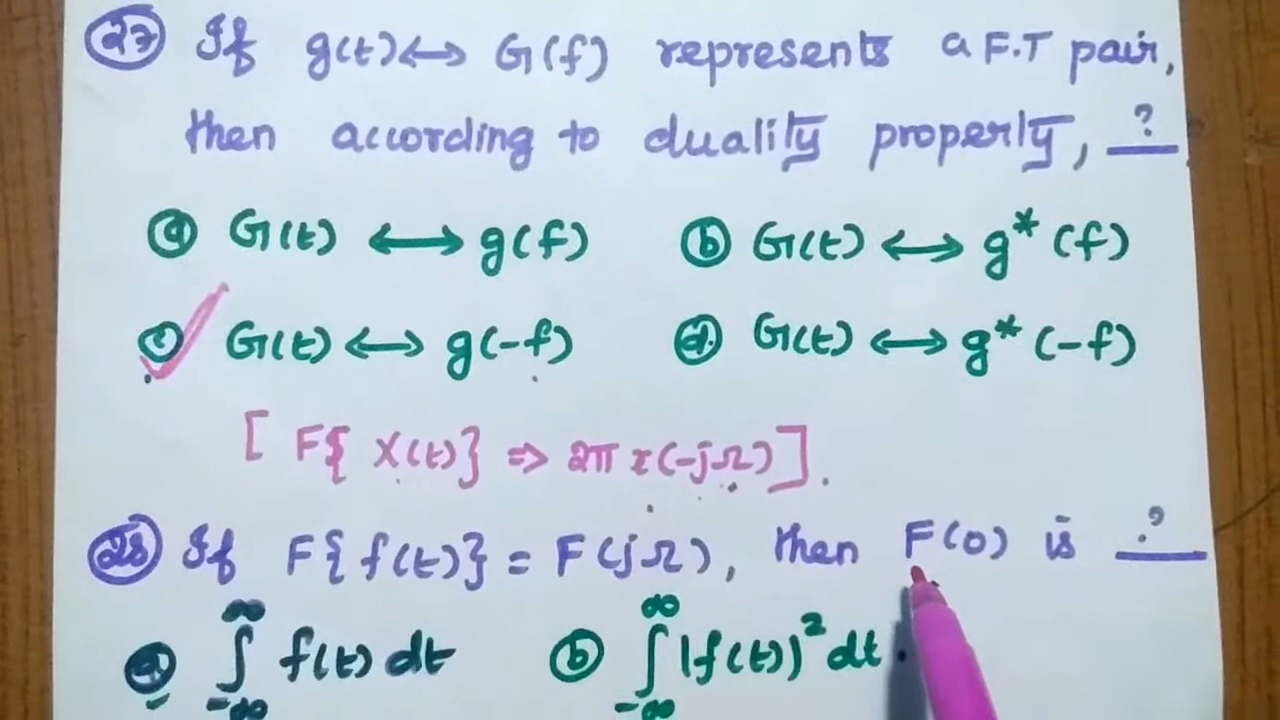 27 If g(t) ↔ G(f) represents a F.T pair,
then according to duality property, ?
a G(t) ↔ g(f) b G(t) ↔ g*(f)
c G(t) ↔ g(-f) d. G(t) ↔ g*(-f)
[ F{ X(t)} ⇒ 2π x(-jΩ) ].
28 If F{f(t)} = F(jΩ), then F(0) is ?
a ∫_{-∞}^{∞} f(t) dt b ∫_{-∞}^{∞} |f(t)|² dt